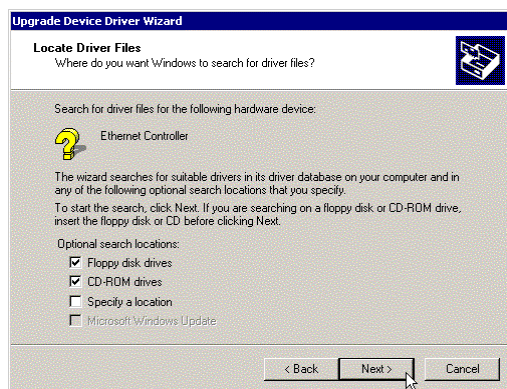 Upgrade Device Driver Wizard
Locate Driver Files
Where do you want Windows to search for driver files?
Search for driver files for the following hardware device:
Ethernet Controller
The wizard searches for suitable drivers in its driver database on your computer and in
any of the following optional search locations that you specify.
To start the search, click Next. If you are searching on a floppy disk or CD-ROM drive,
insert the floppy disk or CD before clicking Next.
Optional search locations:
Floppy disk drives
CD-ROM drives
Specify a location
Microsoft Windows Update
< Back
Next >
Cancel